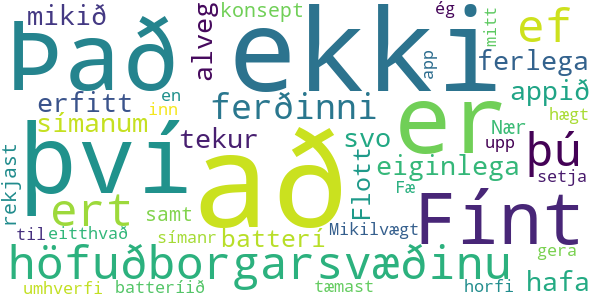 mikið
alveg
konsept
ég
mitt
ef
Það
ekki
app
ferlega
erfitt
en
inn
ferðinni
appið
símanum
er
hægt
því
að
tekur
svo
Nær
upp
þú
rekjast
Flott
eiginlega
setja
ert
samt
Fæ
Fínt
til
eitthvað
símanr
batterí
Mikilvægt
gera
höfuðborgarsvæðinu
hafa
umhverfi
batteríið
tæmast
horfi